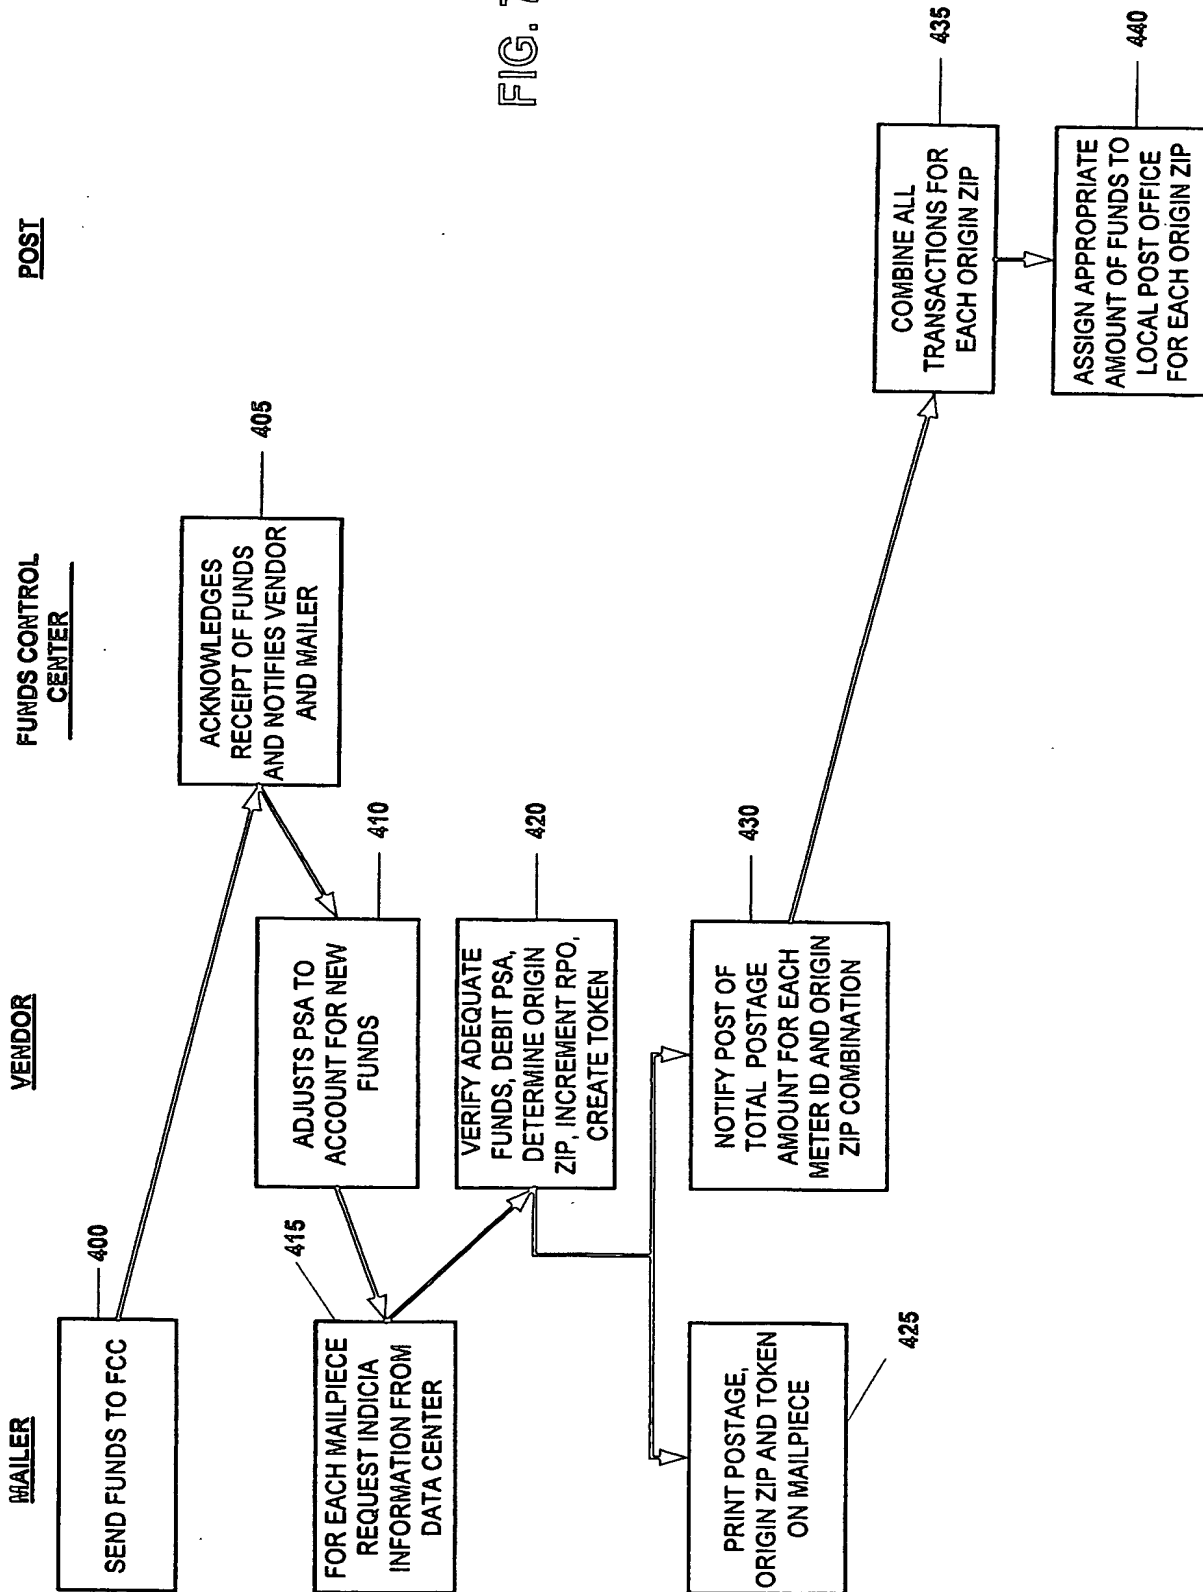 MAILER
VENDOR
FUNDS CONTROL
CENTER
POST
400
SEND FUNDS TO FCC
405
ACKNOWLEDGES
RECEIPT OF FUNDS
AND NOTIFIES VENDOR
AND MAILER
410
ADJUSTS PSA TO
ACCOUNT FOR NEW
FUNDS
415
FOR EACH MAILPIECE
REQUEST INDICIA
INFORMATION FROM
DATA CENTER
420
VERIFY ADEQUATE
FUNDS, DEBIT PSA,
DETERMINE ORIGIN
ZIP, INCREMENT RPO,
CREATE TOKEN
425
PRINT POSTAGE,
ORIGIN ZIP AND TOKEN
ON MAILPIECE
430
NOTIFY POST OF
TOTAL POSTAGE
AMOUNT FOR EACH
METER ID AND ORIGIN
ZIP COMBINATION
435
COMBINE ALL
TRANSACTIONS FOR
EACH ORIGIN ZIP
440
ASSIGN APPROPRIATE
AMOUNT OF FUNDS TO
LOCAL POST OFFICE
FOR EACH ORIGIN ZIP
FIG.